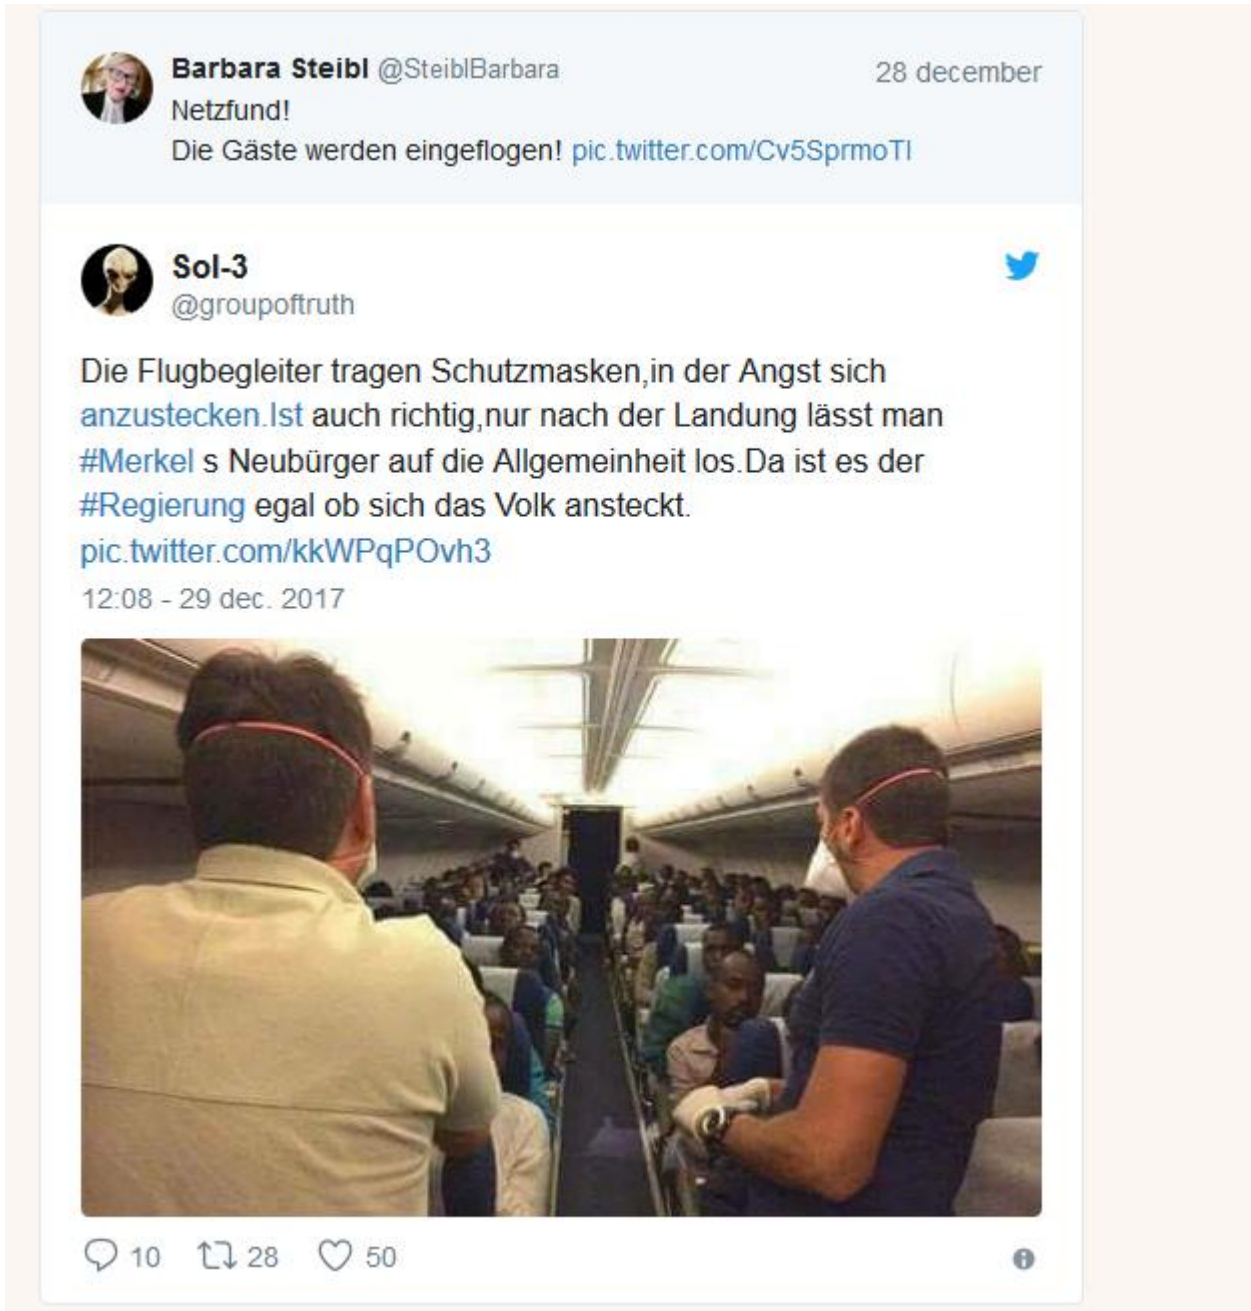 Barbara Steibl @SteiblBarbara 28 december
Netzfund!
Die Gäste werden eingeflogen! pic.twitter.com/Cv5SprmoTl
Sol-3
@groupoftruth
Die Flugbegleiter tragen Schutzmasken,in der Angst sich
anzustecken.Ist auch richtig,nur nach der Landung lässt man
#Merkel s Neubürger auf die Allgemeinheit los.Da ist es der
#Regierung egal ob sich das Volk ansteckt.
pic.twitter.com/kkWPqPOvh3
12:08 - 29 dec. 2017
10 28 50